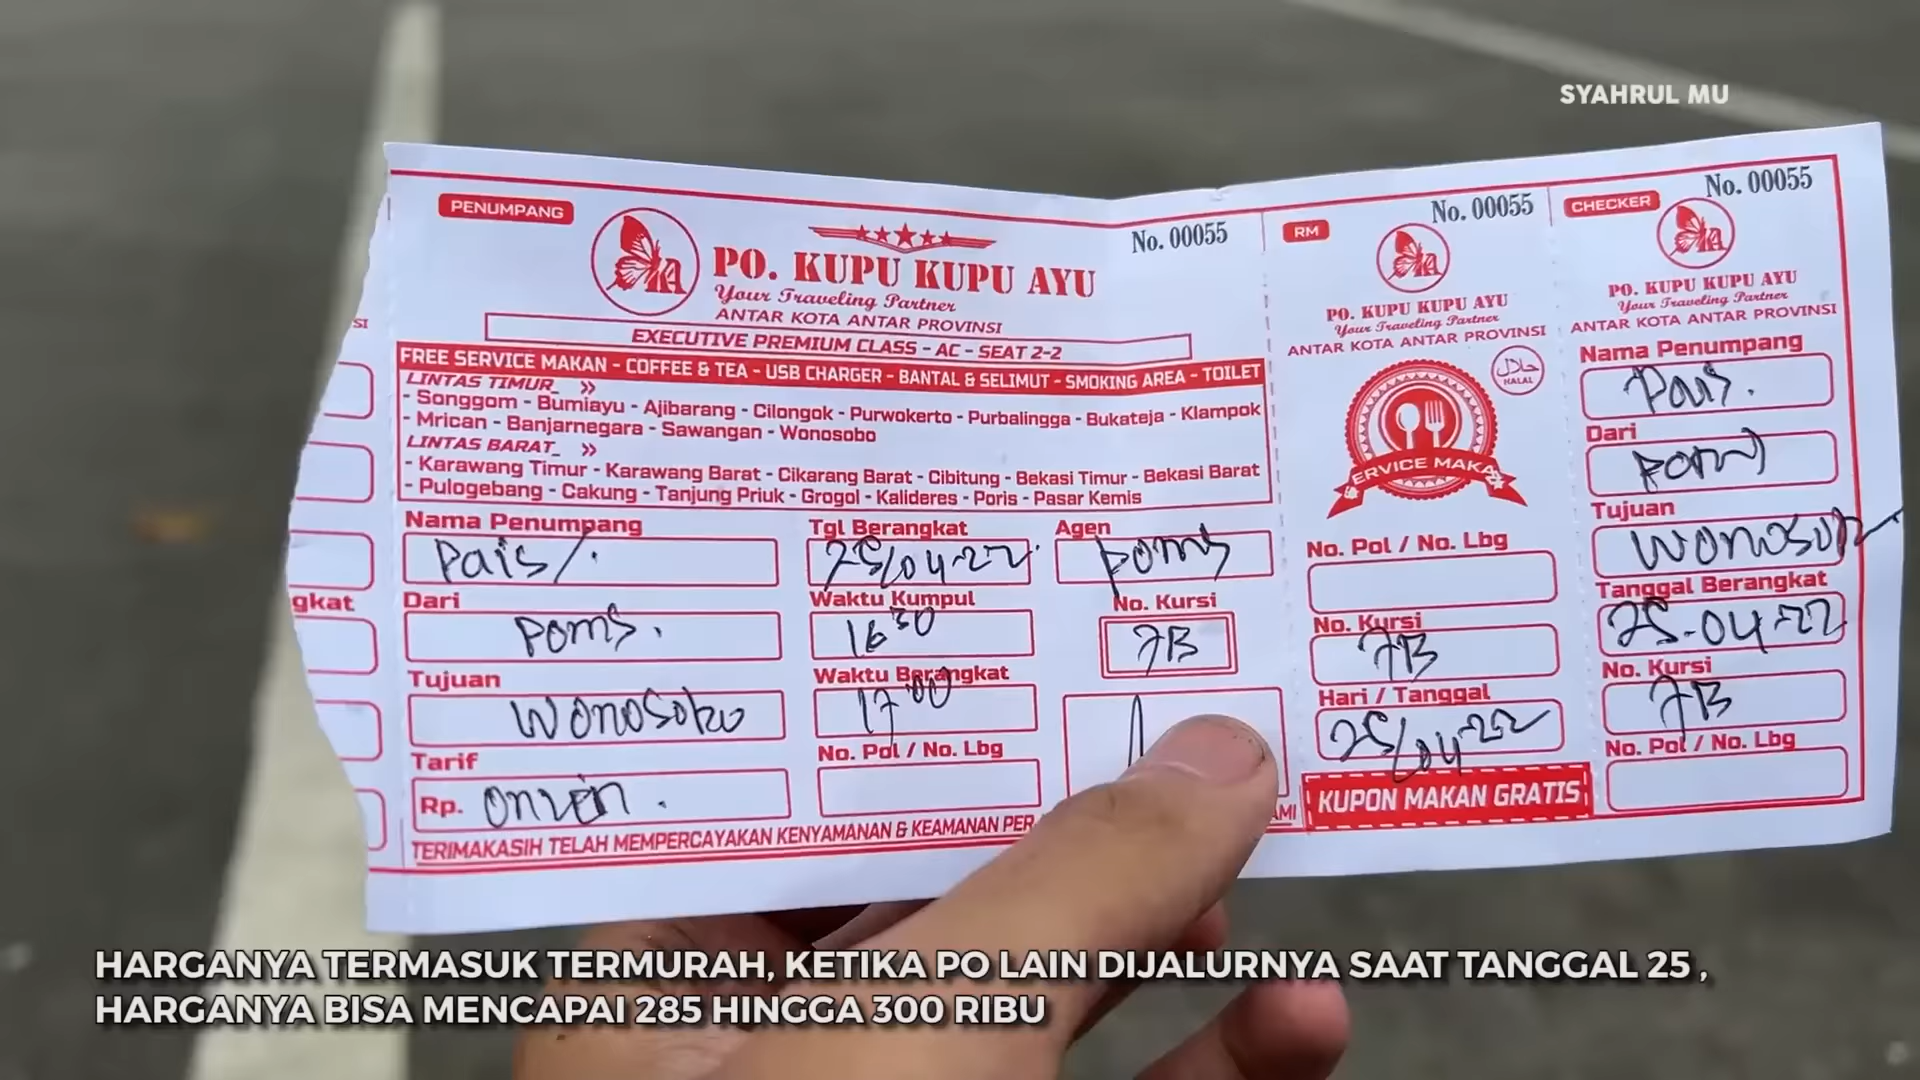 SYAHRUL MU
PENUMPANG
No. 00055
PO. KUPU KUPU AYU
Your Traveling Partner
ANTAR KOTA ANTAR PROVINSI
EXECUTIVE PREMIUM CLASS - AC - SEAT 2-2
FREE SERVICE MAKAN - COFFEE & TEA - USB CHARGER - BANTAL & SELIMUT - SMOKING AREA - TOILET
LINTAS TIMUR_ »
- Songgom - Bumiayu - Ajibarang - Cilongok - Purwokerto - Purbalingga - Bukateja - Klampok
- Mrican - Banjarnegara - Sawangan - Wonosobo
LINTAS BARAT_ »
- Karawang Timur - Karawang Barat - Cikarang Barat - Cibitung - Bekasi Timur - Bekasi Barat
- Pulogebang - Cakung - Tanjung Priuk - Grogol - Kalideres - Poris - Pasar Kemis
Nama Penumpang
Pais
Dari
Tujuan
Wonosobo
Tarif
Rp.
Tgl Berangkat
25/04-22
Waktu Kumpul
16 30
Waktu Berangkat
17 00
No. Pol / No. Lbg
Agen
No. Kursi
7B
TERIMAKASIH TELAH MEMPERCAYAKAN KENYAMANAN & KEAMANAN PER
AMI
gkat
SI
RM
No. 00055
PO. KUPU KUPU AYU
Your Traveling Partner
ANTAR KOTA ANTAR PROVINSI
HALAL
SERVICE MAKA
No. Pol / No. Lbg
No. Kursi
7B
Hari / Tanggal
25/04-22
KUPON MAKAN GRATIS
CHECKER
No. 00055
PO. KUPU KUPU AYU
Your Traveling Partner
ANTAR KOTA ANTAR PROVINSI
Nama Penumpang
Dari
Tujuan
Tanggal Berangkat
25-04-22
No. Kursi
7B
No. Pol / No. Lbg
HARGANYA TERMASUK TERMURAH, KETIKA PO LAIN DIJALURNYA SAAT TANGGAL 25 ,
HARGANYA BISA MENCAPAI 285 HINGGA 300 RIBU